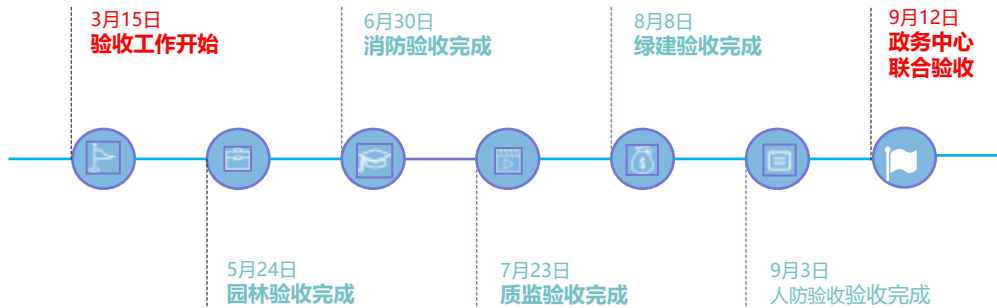 3月15日
验收工作开始
6月30日
消防验收完成
8月8日
绿建验收完成
9月12日
政务中心
联合验收
5月24日
园林验收完成
7月23日
质监验收完成
9月3日
人防验收验收完成